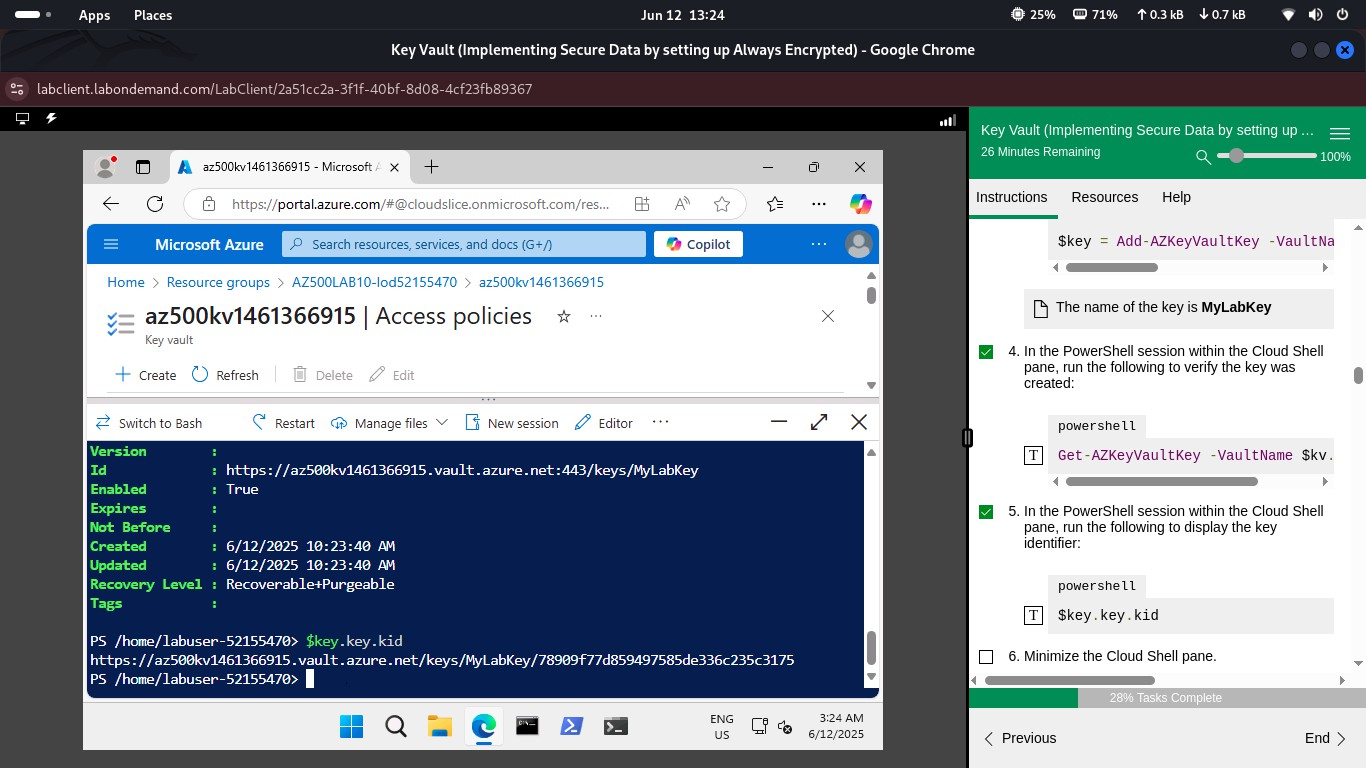 Apps Places Jun 12 13:24 25% 71% 0.3 kB 0.7 kB
Key Vault (Implementing Secure Data by setting up Always Encrypted) - Google Chrome
labclient.labondemand.com/LabClient/2a51cc2a-3f1f-40bf-8d08-4cf23fb89367
az500kv1461366915 - Microsoft A
https://portal.azure.com/#@cloudslice.onmicrosoft.com/res...
Microsoft Azure
Search resources, services, and docs (G+/)
Copilot
Home > Resource groups > AZ500LAB10-lod52155470 > az500kv1461366915
az500kv1461366915 | Access policies
Key vault
Create Refresh Delete Edit
Switch to Bash Restart Manage files New session Editor
Version :
Id : https://az500kv1461366915.vault.azure.net:443/keys/MyLabKey
Enabled : True
Expires :
Not Before :
Created : 6/12/2025 10:23:40 AM
Updated : 6/12/2025 10:23:40 AM
Recovery Level : Recoverable+Purgeable
Tags :
PS /home/labuser-52155470> $key.key.kid
https://az500kv1461366915.vault.azure.net/keys/MyLabKey/78909f77d859497585de336c235c3175
PS /home/labuser-52155470>
ENG
US
3:24 AM
6/12/2025
Key Vault (Implementing Secure Data by setting up ...
26 Minutes Remaining
100%
Instructions Resources Help
$key = Add-AZKeyVaultKey -VaultNa
The name of the key is MyLabKey
4. In the PowerShell session within the Cloud Shell
pane, run the following to verify the key was
created:
powershell
T Get-AZKeyVaultKey -VaultName $kv.
5. In the PowerShell session within the Cloud Shell
pane, run the following to display the key
identifier:
powershell
T $key.key.kid
6. Minimize the Cloud Shell pane.
28% Tasks Complete
Previous End